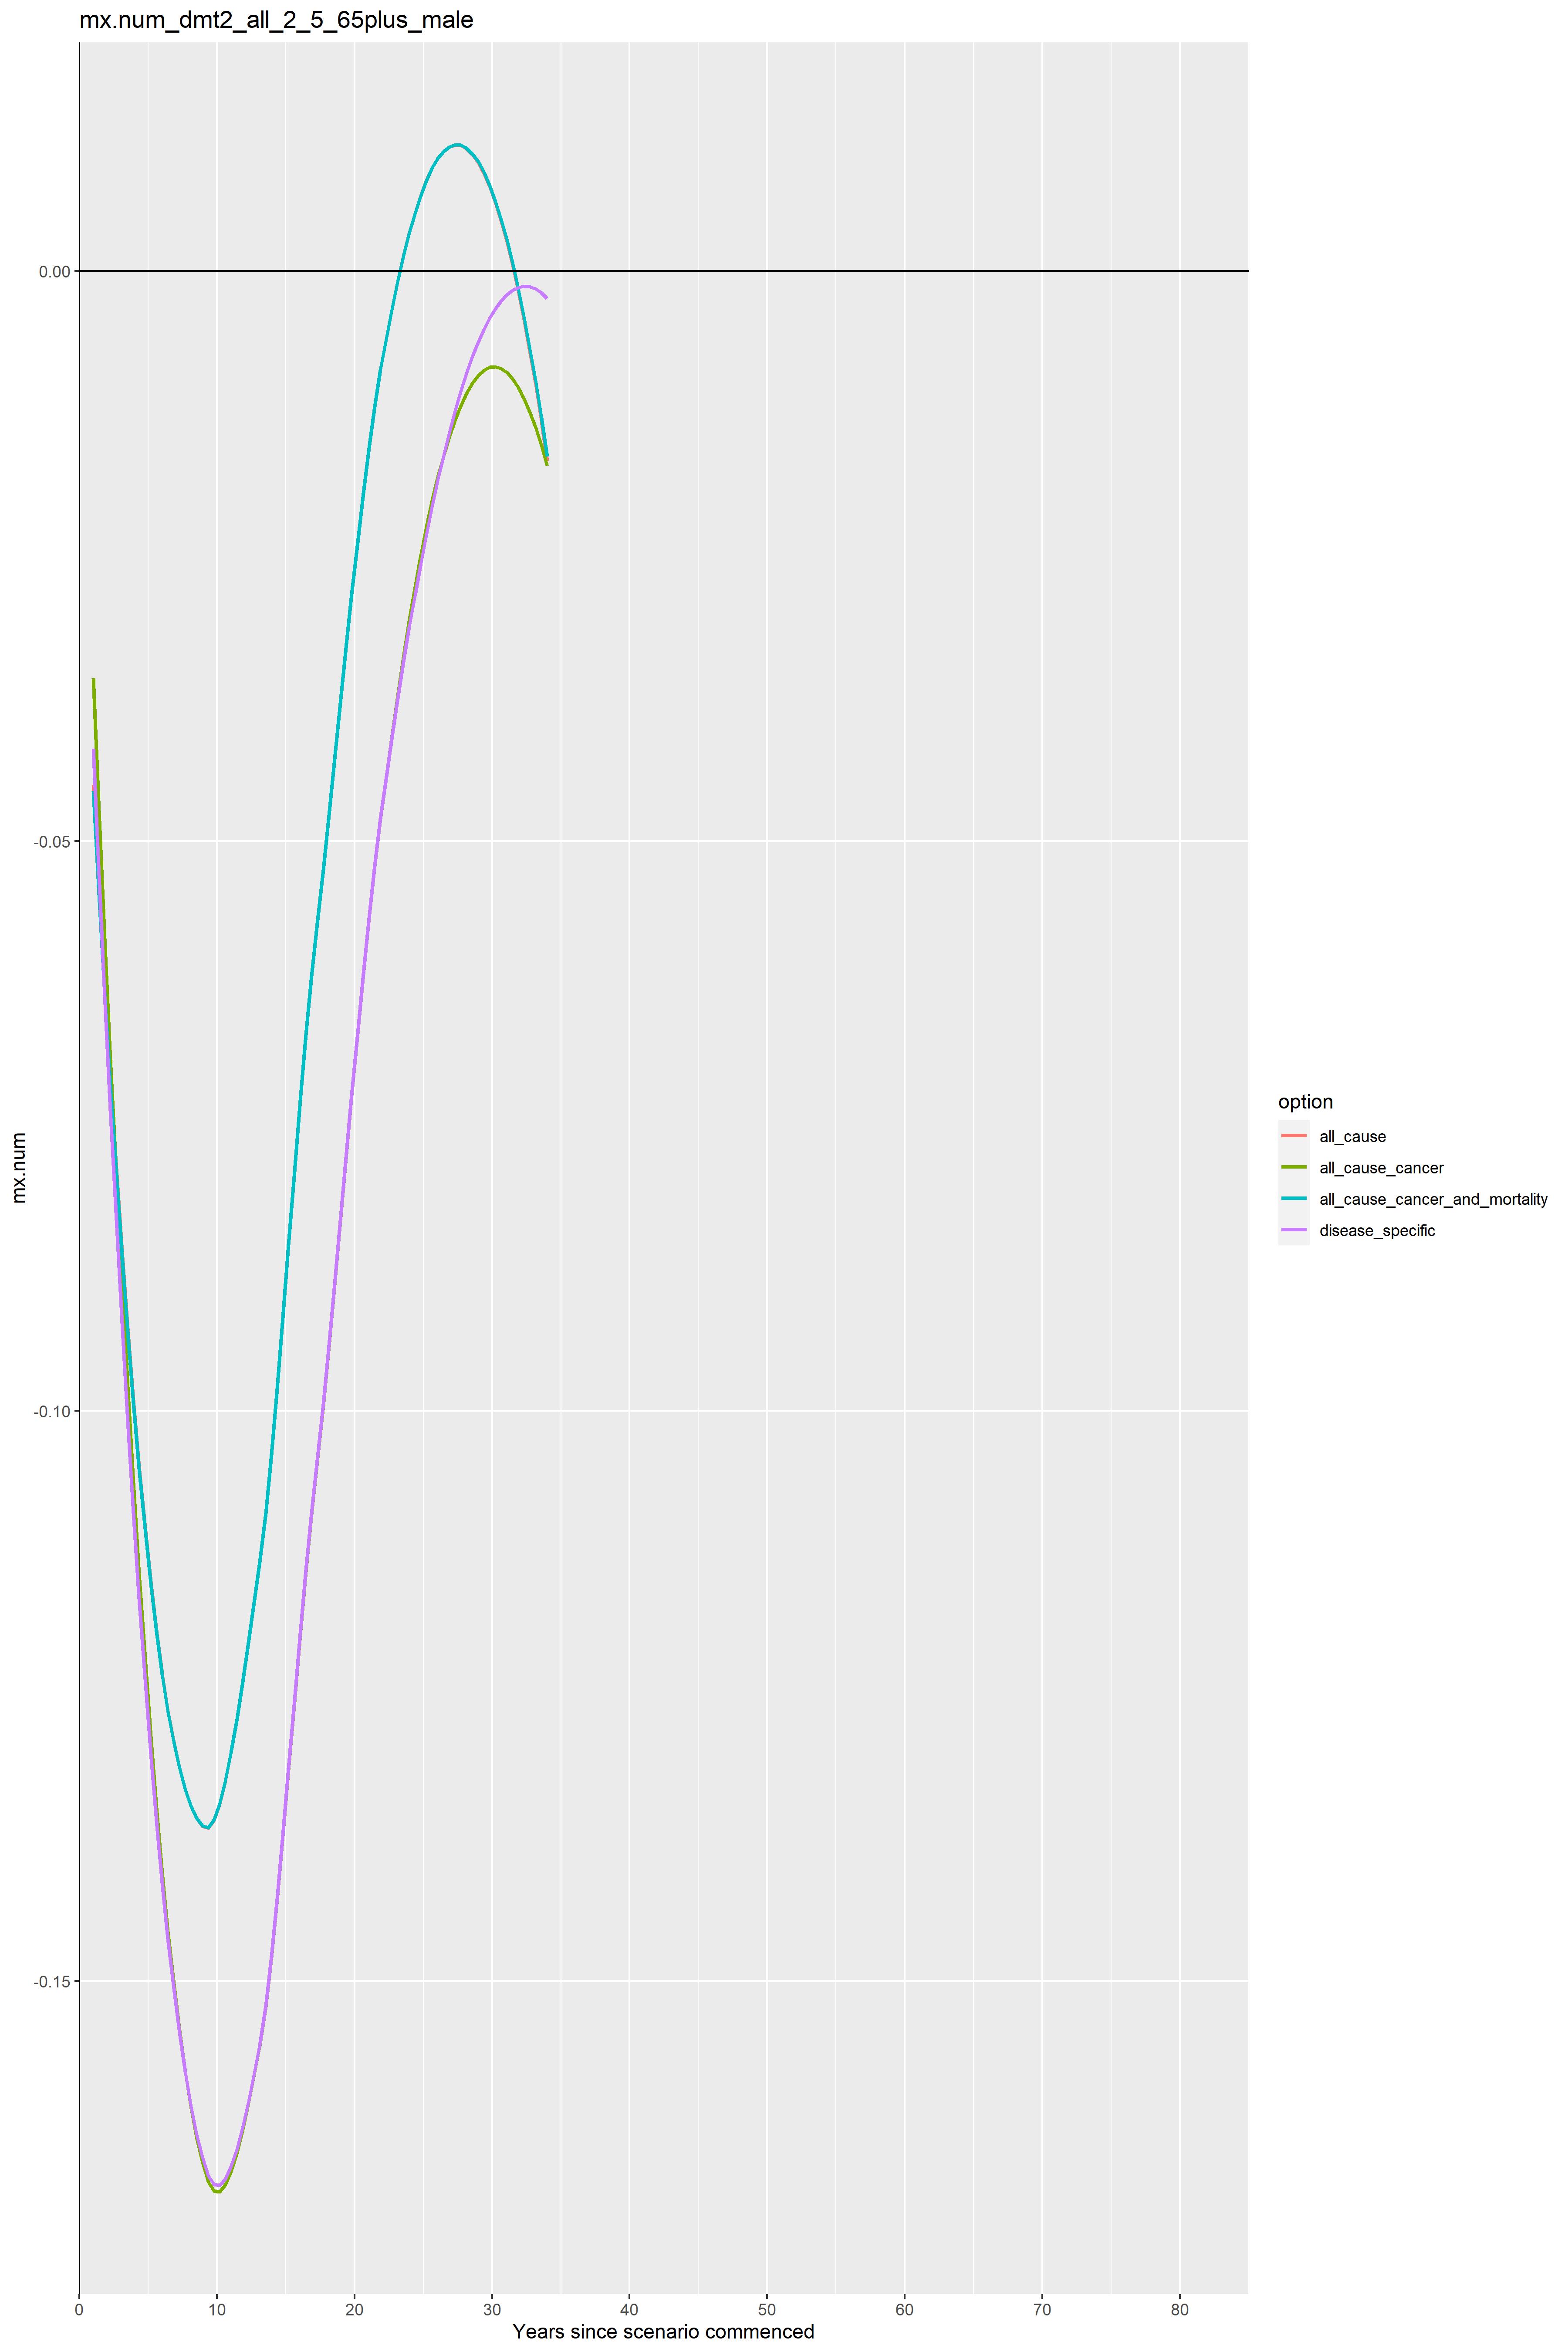 mx.num_dmt2_all_2_5_65plus_male
mx.num
0.00
-0.05
-0.10
-0.15
0 10 20 30 40 50 60 70 80
Years since scenario commenced
option
all_cause
all_cause_cancer
all_cause_cancer_and_mortality
disease_specific